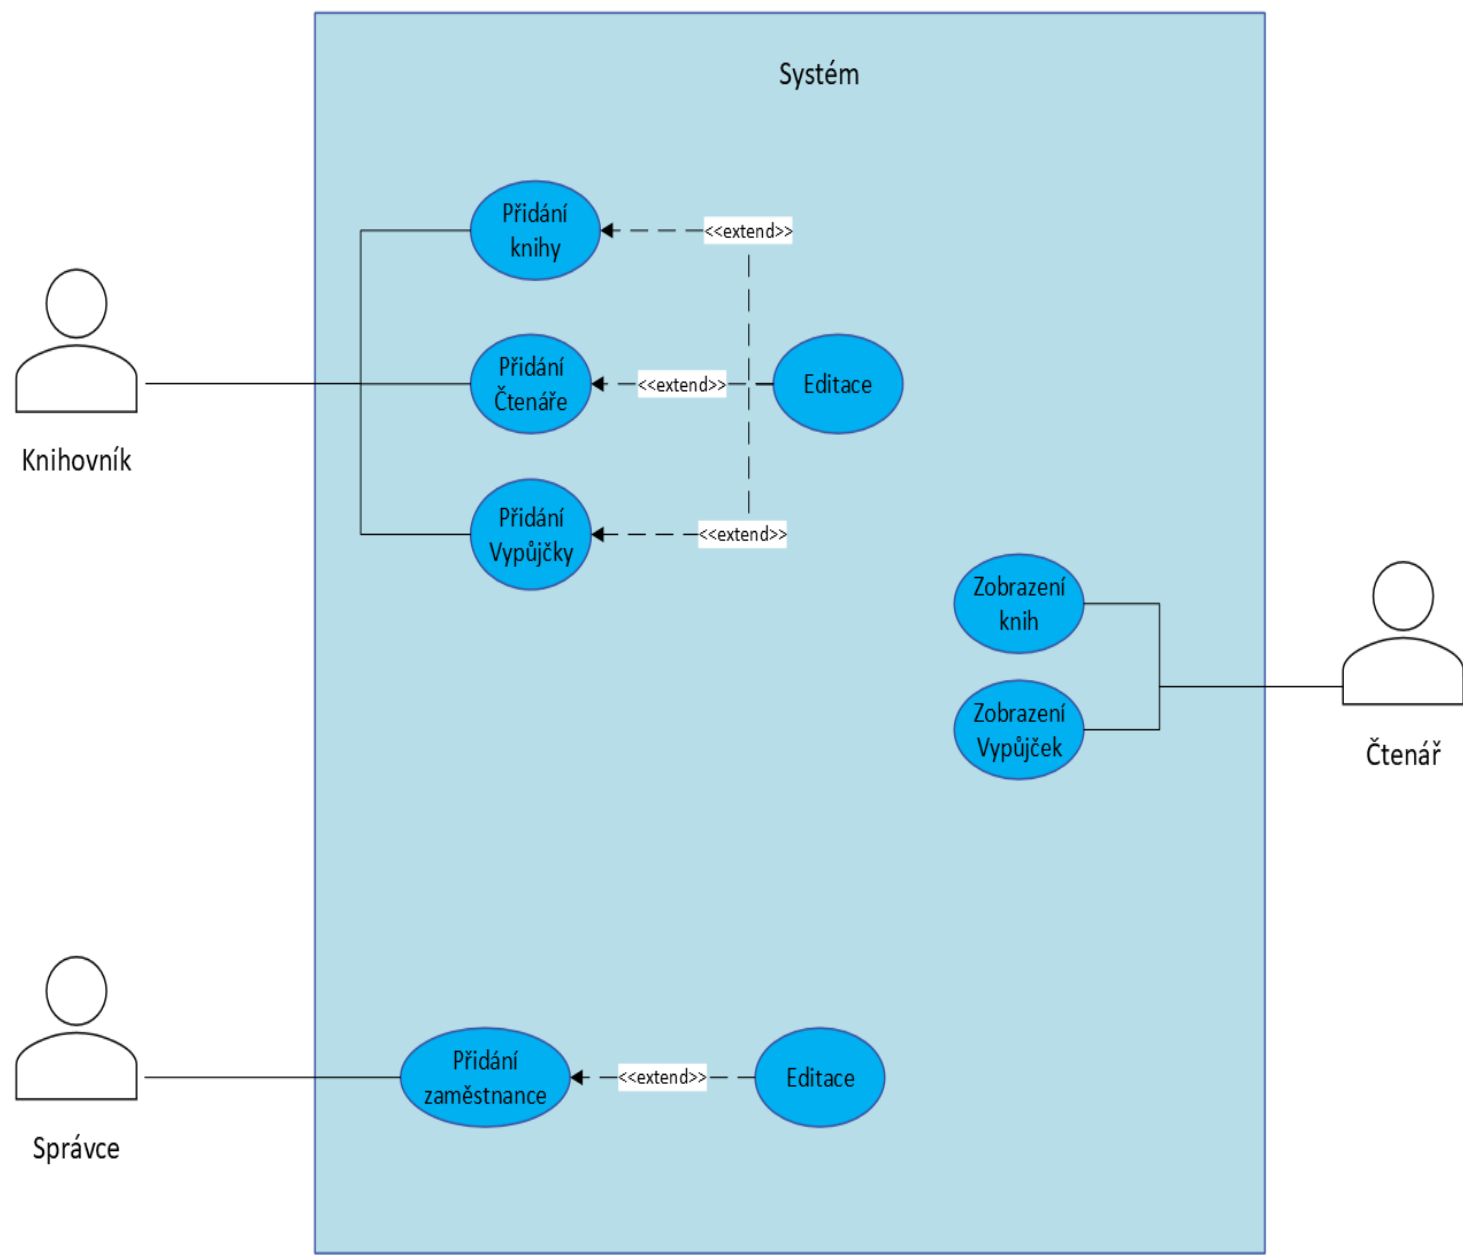 Systém
Přidání
knihy
<<extend>>
Přidání
Čtenáře
<<extend>>
Editace
Knihovník
Přidání
Vypůjčky
<<extend>>
Zobrazení
knih
Zobrazení
Vypůjček
Čtenář
Přidání
zaměstnance
<<extend>>
Editace
Správce